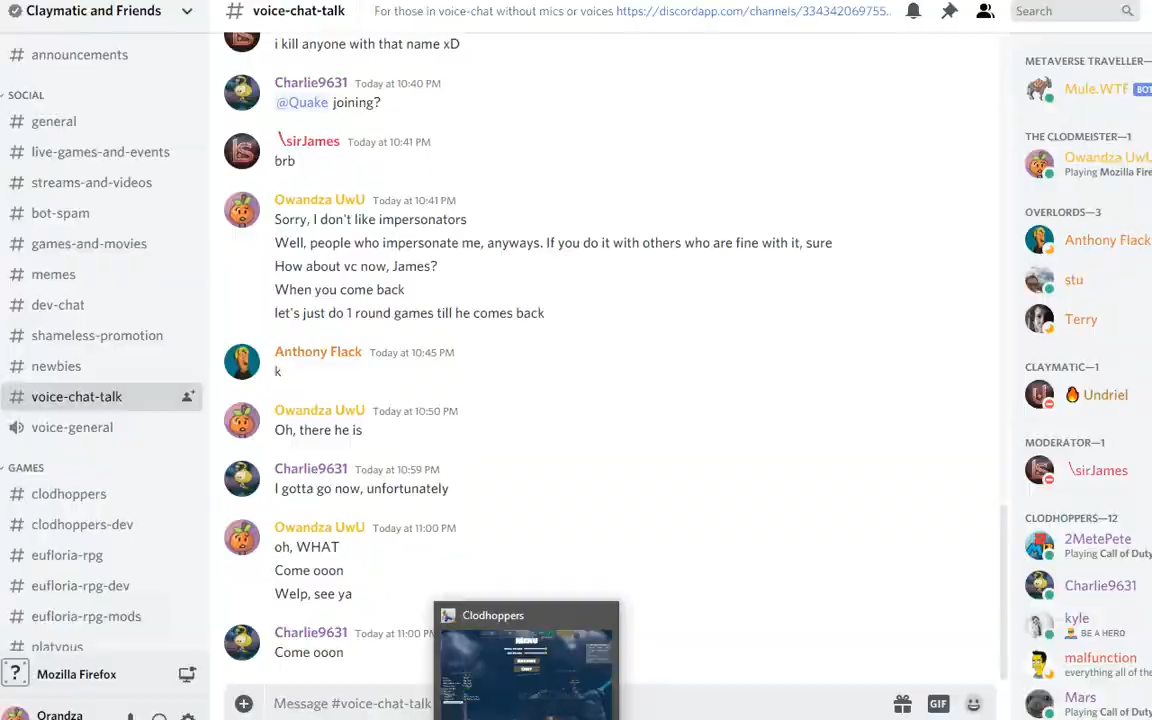 Claymatic and Friends
# announcements
SOCIAL
# general
# live-games-and-events
# streams-and-videos
# bot-spam
# games-and-movies
# memes
# dev-chat
# shameless-promotion
# newbies
# voice-chat-talk
voice-general
GAMES
# clodhoppers
# clodhoppers-dev
# eufloria-rpg
# eufloria-rpg-dev
# eufloria-rpg-mods
# platypus
? Mozilla Firefox
Orandza
# voice-chat-talk For those in voice-chat without mics or voices https://discordapp.com/channels/334342069755..
Search
i kill anyone with that name xD
Charlie9631 Today at 10:40 PM
@Quake joining?
\sirJames Today at 10:41 PM
brb
Owandza UwU Today at 10:41 PM
Sorry, I don't like impersonators
Well, people who impersonate me, anyways. If you do it with others who are fine with it, sure
How about vc now, James?
When you come back
let's just do 1 round games till he comes back
Anthony Flack Today at 10:45 PM
k
Owandza UwU Today at 10:50 PM
Oh, there he is
Charlie9631 Today at 10:59 PM
I gotta go now, unfortunately
Owandza UwU Today at 11:00 PM
oh, WHAT
Come ooon
Welp, see ya
Charlie9631 Today at 11:00 PM
Come ooon
Clodhoppers
MENU
Message #voice-chat-talk
GIF
METAVERSE TRAVELLER—
Mule.WTF BOT
THE CLODMEISTER—1
Owandza UwU
Playing Mozilla Fire
OVERLORDS—3
Anthony Flack
stu
Terry
CLAYMATIC—1
Undriel
MODERATOR—1
\sirJames
CLODHOPPERS—12
2MetePete
Playing Call of Duty
Charlie9631
kyle
BE A HERO
malfunction
everything all of the
Mars
Playing Call of Duty